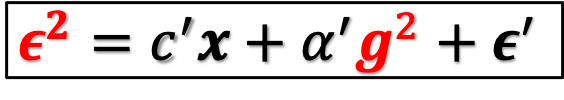 ϵ² = c′x + α′g² + ϵ′